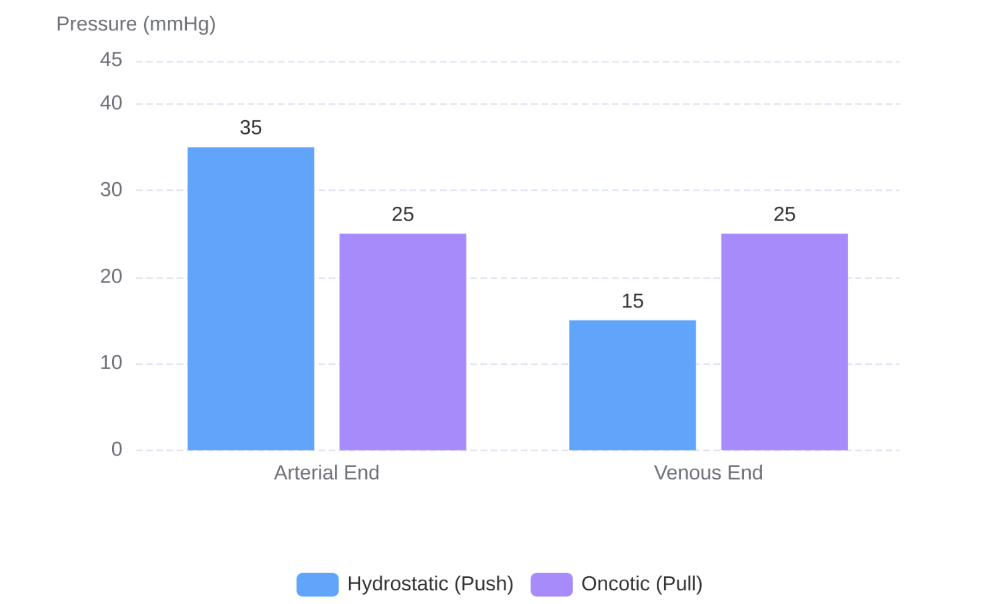 Pressure (mmHg)
45
40
35
30
25
25
20
15
10
0
Arterial End
Venous End
Hydrostatic (Push)
Oncotic (Pull)